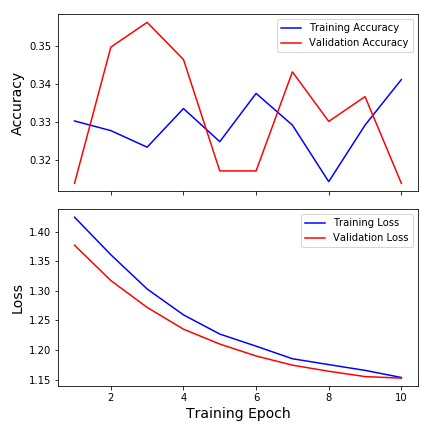 Training Accuracy
Validation Accuracy
0.35
0.34
0.33
0.32
Accuracy
Training Loss
Validation Loss
1.40
1.35
1.30
1.25
1.20
1.15
Loss
2 4 6 8 10
Training Epoch